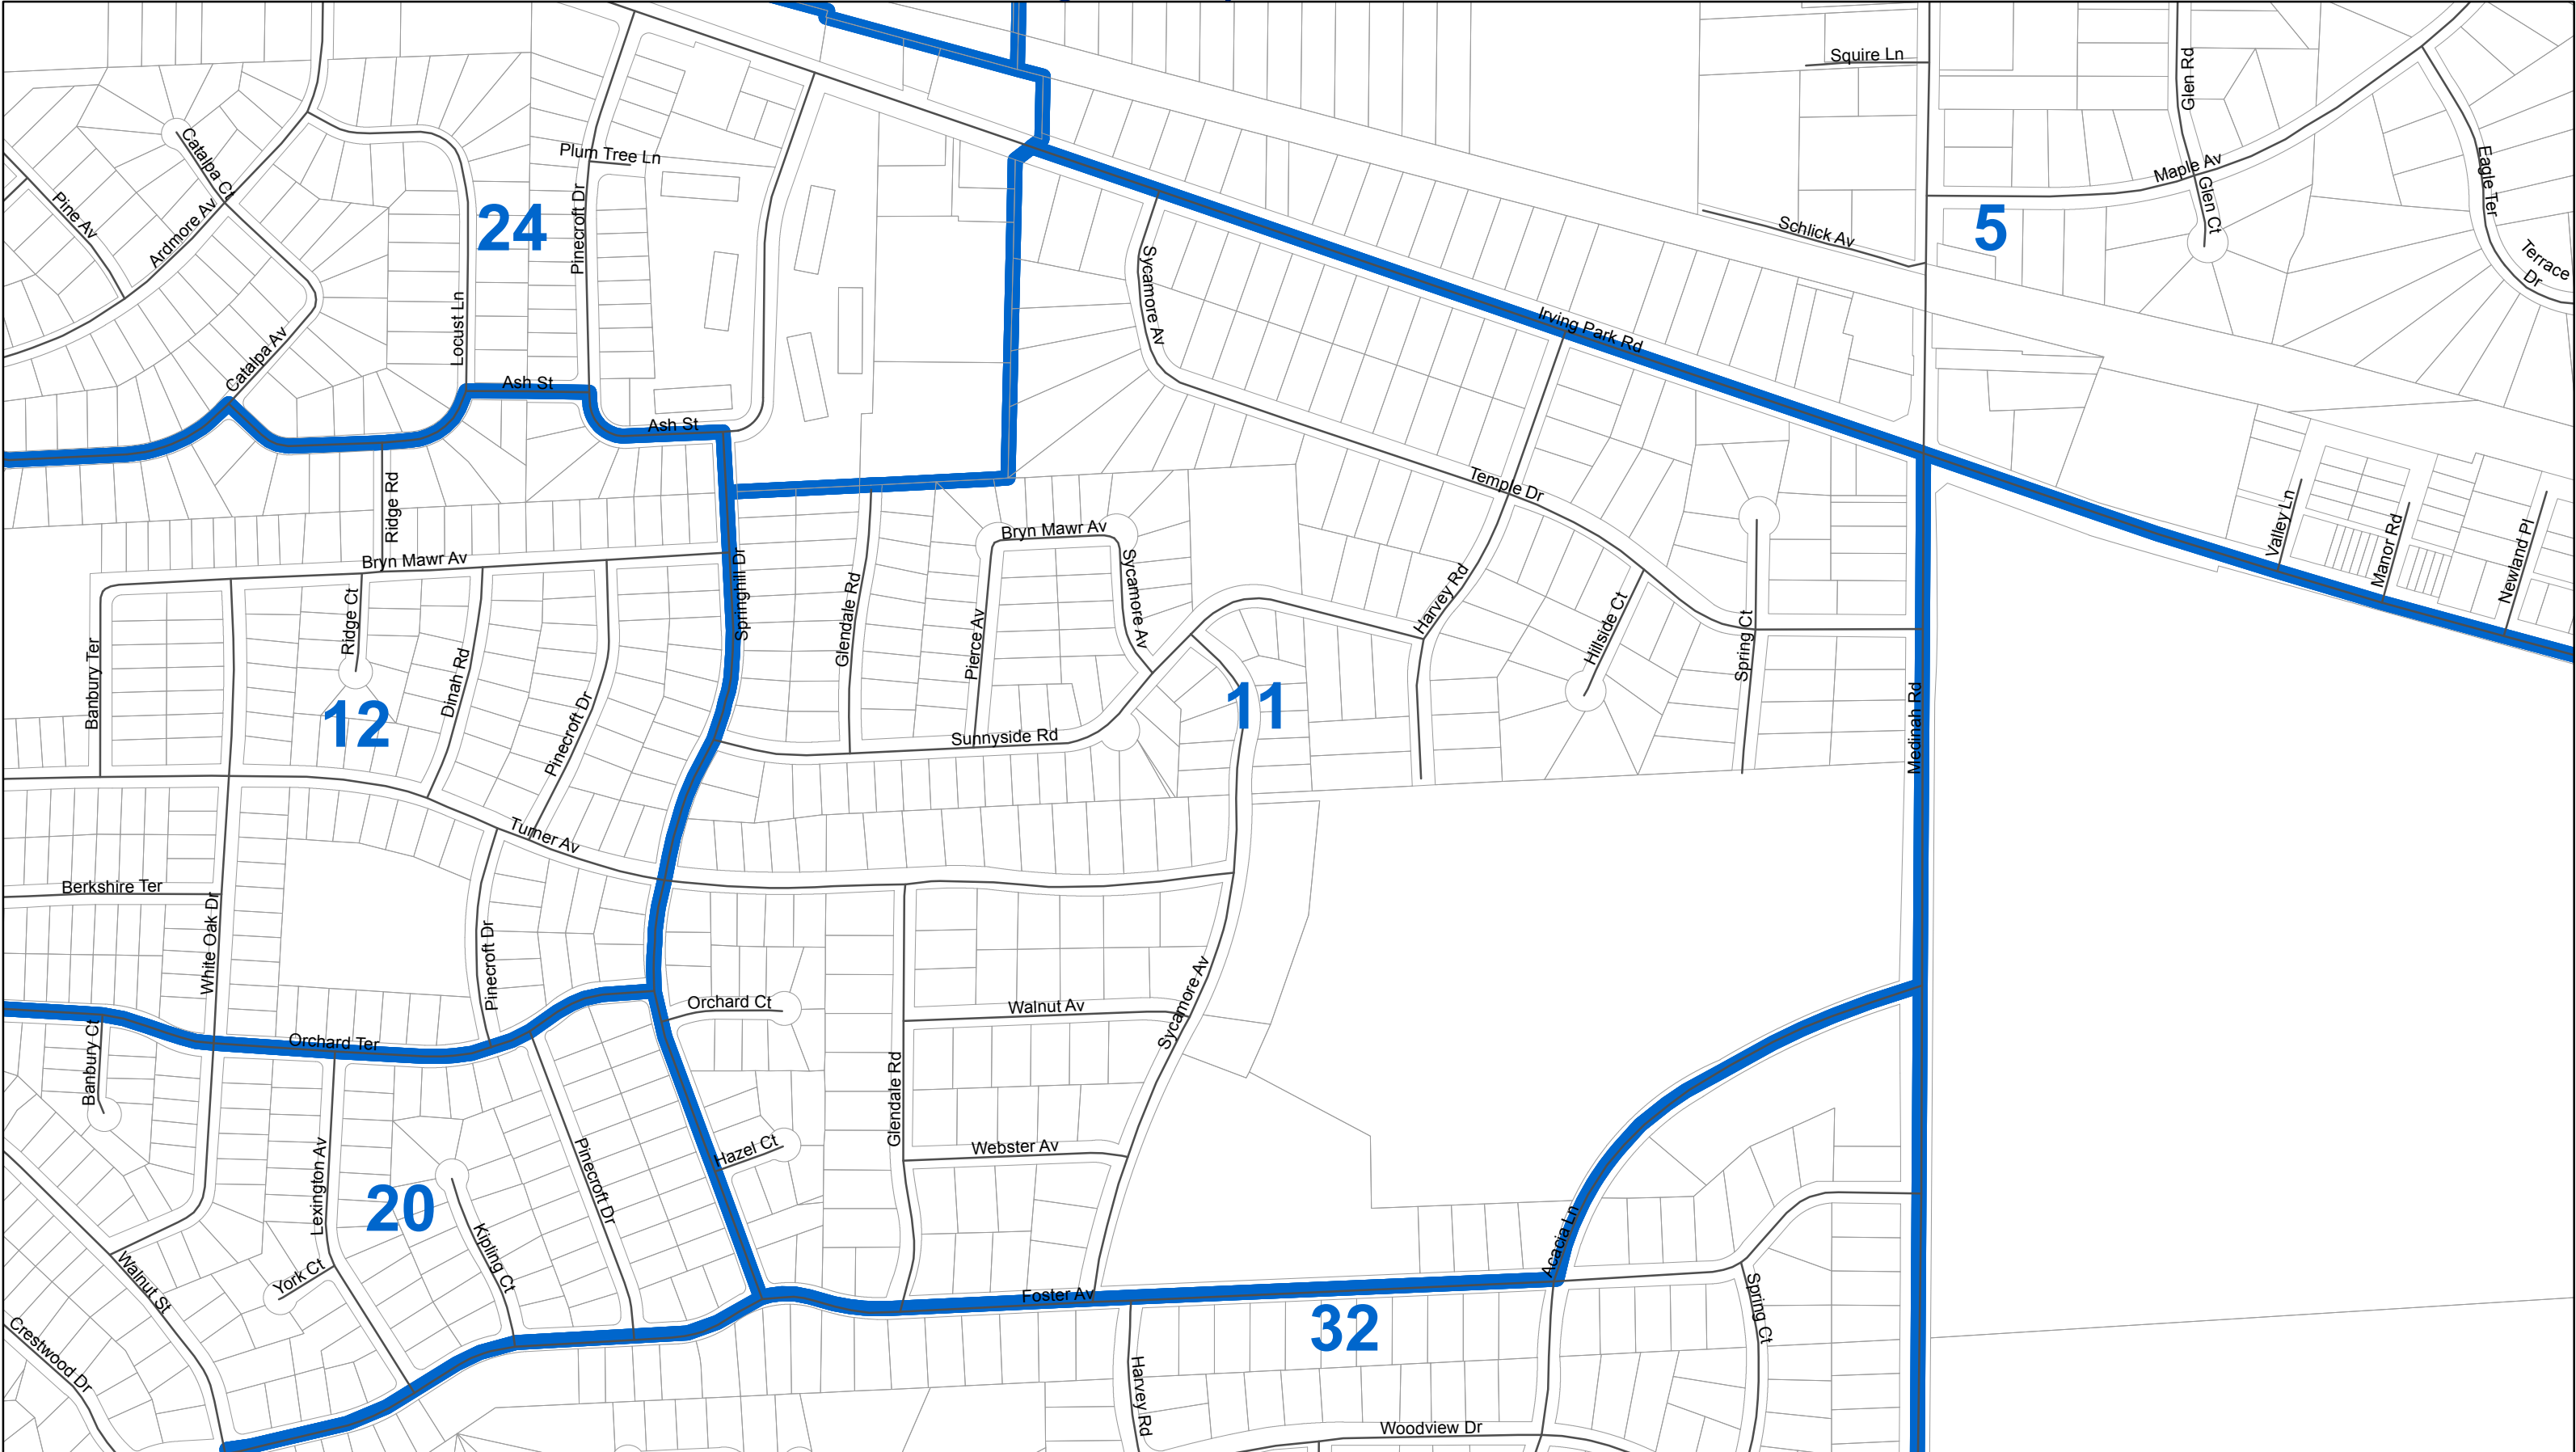 Squire Ln
Glen Rd
Catalpa Ct
Plum Tree Ln
Maple Av
Eagle Ter
Pine Av
Ardmore Av
24
Pinecroft Dr
Schlick Av
5
Glen Ct
Terrace
Dr
Sycamore Av
Locust Ln
Catalpa Av
Irving Park Rd
Ash St
Ash St
Ridge Rd
Temple Dr
Valley Ln
Manor Rd
Newland Pl
Bryn Mawr Av
Bryn Mawr Av
Springhill Dr
Sycamore Av
Glendale Rd
Harvey Rd
Ridge Ct
Pierce Av
Hillside Ct
Spring Ct
Banbury Ter
Dinah Rd
12
Pinecroft Dr
11
Medinah Rd
Sunnyside Rd
Turner Av
Berkshire Ter
White Oak Dr
Pinecroft Dr
Sycamore Av
Orchard Ct
Walnut Av
Orchard Ter
Banbury Ct
Glendale Rd
Hazel Ct
Webster Av
Lexington Av
Pinecroft Dr
20
Kipling Ct
Acacia Ln
York Ct
Walnut St
Foster Av
Spring Ct
32
Crestwood Dr
Harvey Rd
Woodview Dr